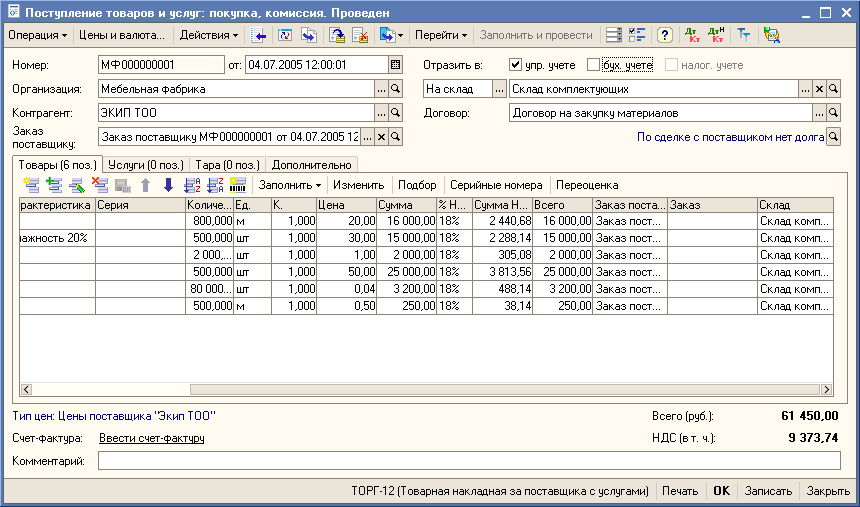 Поступление товаров и услуг: покупка, комиссия. Проведен
Операция Цены и валюта... Действия Перейти Заполнить и провести
Номер: МФ000000001 от: 04.07.2005 12:00:01 Отразить в: упр. учете бух. учете налог. учете
Организация: Мебельная фабрика ... На склад ... Склад комплектующих ...
Контрагент: ЭКИП ТОО ... Договор: Договор на закупку материалов ...
Заказ поставщику: Заказ поставщику МФ000000001 от 04.07.2005 12 ... По сделке с поставщиком нет долга
Товары (6 поз.) Услуги (0 поз.) Тара (0 поз.) Дополнительно
Заполнить Изменить Подбор Серийные номера Переоценка
рактеристика Серия Количе... Ед. К. Цена Сумма % Н... Сумма Н... Всего Заказ поста... Заказ Склад
800,000 м 1,000 20,00 16 000,00 18% 2 440,68 16 000,00 Заказ пост... Склад комп...
лажность 20% 500,000 шт 1,000 30,00 15 000,00 18% 2 288,14 15 000,00 Заказ пост... Склад комп...
2 000,... шт 1,000 1,00 2 000,00 18% 305,08 2 000,00 Заказ пост... Склад комп...
500,000 шт 1,000 50,00 25 000,00 18% 3 813,56 25 000,00 Заказ пост... Склад комп...
80 000... шт 1,000 0,04 3 200,00 18% 488,14 3 200,00 Заказ пост... Склад комп...
500,000 м 1,000 0,50 250,00 18% 38,14 250,00 Заказ пост... Склад комп...
Тип цен: Цены поставщика "Экип ТОО" Всего (руб.): 61 450,00
Счет-фактура: Ввести счет-фактуру НДС (в т. ч.): 9 373,74
Комментарий:
ТОРГ-12 (Товарная накладная за поставщика с услугами) Печать OK Записать Закрыть